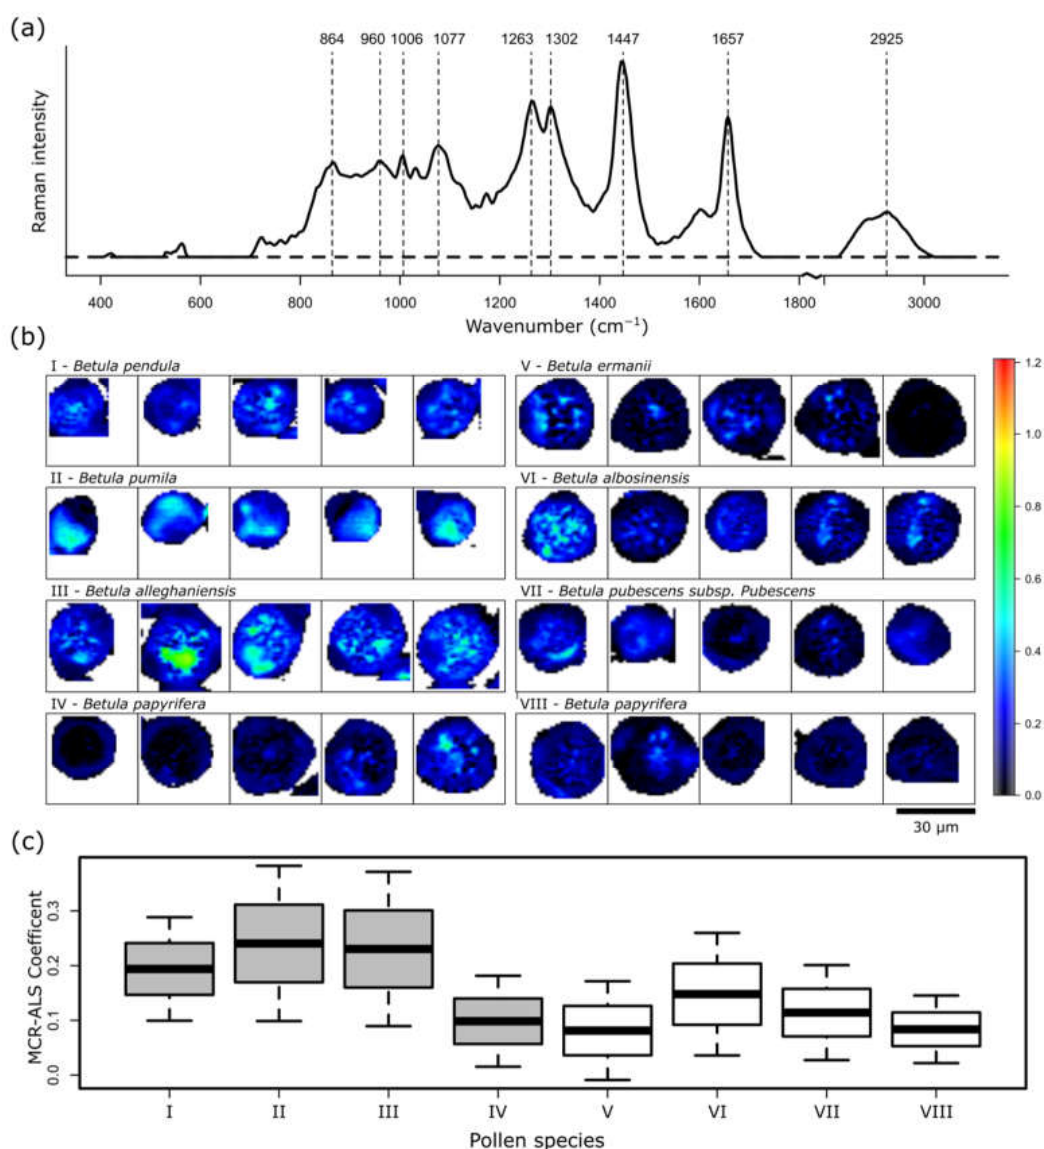 (a)
864 960 1006 1077 1263 1302 1447 1657 2925
Raman intensity
400 600 800 1000 1200 1400 1600 1800 3000
Wavenumber (cm⁻¹)
(b)
I - Betula pendula
V - Betula ermanii
II - Betula pumila
VI - Betula albosinensis
III - Betula alleghaniensis
VII - Betula pubescens subsp. Pubescens
IV - Betula papyrifera
VIII - Betula papyrifera
1.2
1.0
0.8
0.6
0.4
0.2
0.0
30 µm
(c)
MCR-ALS Coefficent
0.3
0.2
0.1
0.0
I II III IV V VI VII VIII
Pollen species